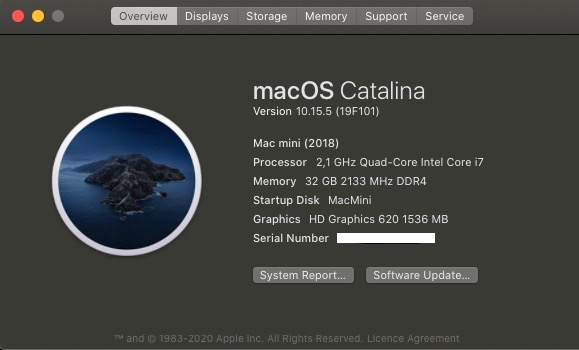 Overview Displays Storage Memory Support Service
macOS Catalina
Version 10.15.5 (19F101)
Mac mini (2018)
Processor 2,1 GHz Quad-Core Intel Core i7
Memory 32 GB 2133 MHz DDR4
Startup Disk MacMini
Graphics HD Graphics 620 1536 MB
Serial Number
System Report... Software Update...
™ and © 1983-2020 Apple Inc. All Rights Reserved. Licence Agreement